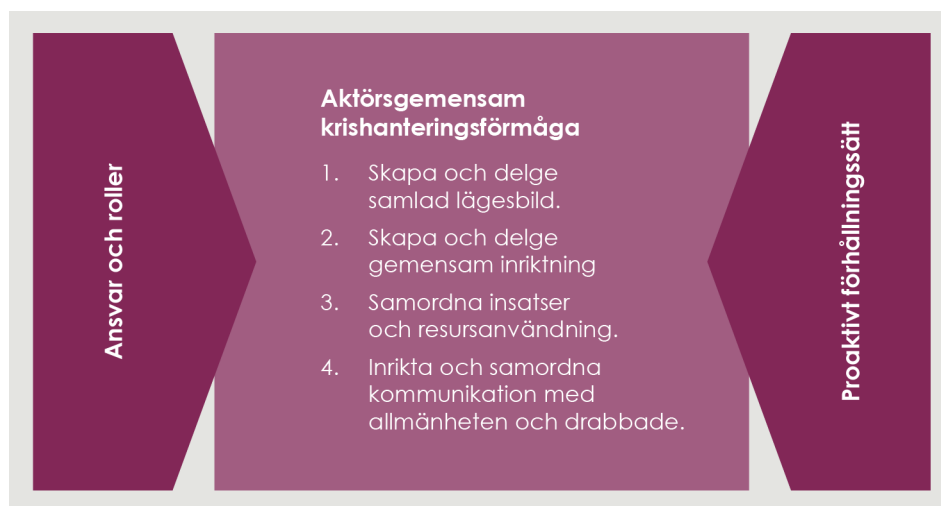 Ansvar och roller
Aktörsgemensam
krishanteringsförmåga
1. Skapa och delge
samlad lägesbild.
2. Skapa och delge
gemensam inriktning
3. Samordna insatser
och resursanvändning.
4. Inrikta och samordna
kommunikation med
allmänheten och drabbade.
Proaktivt förhållningssätt